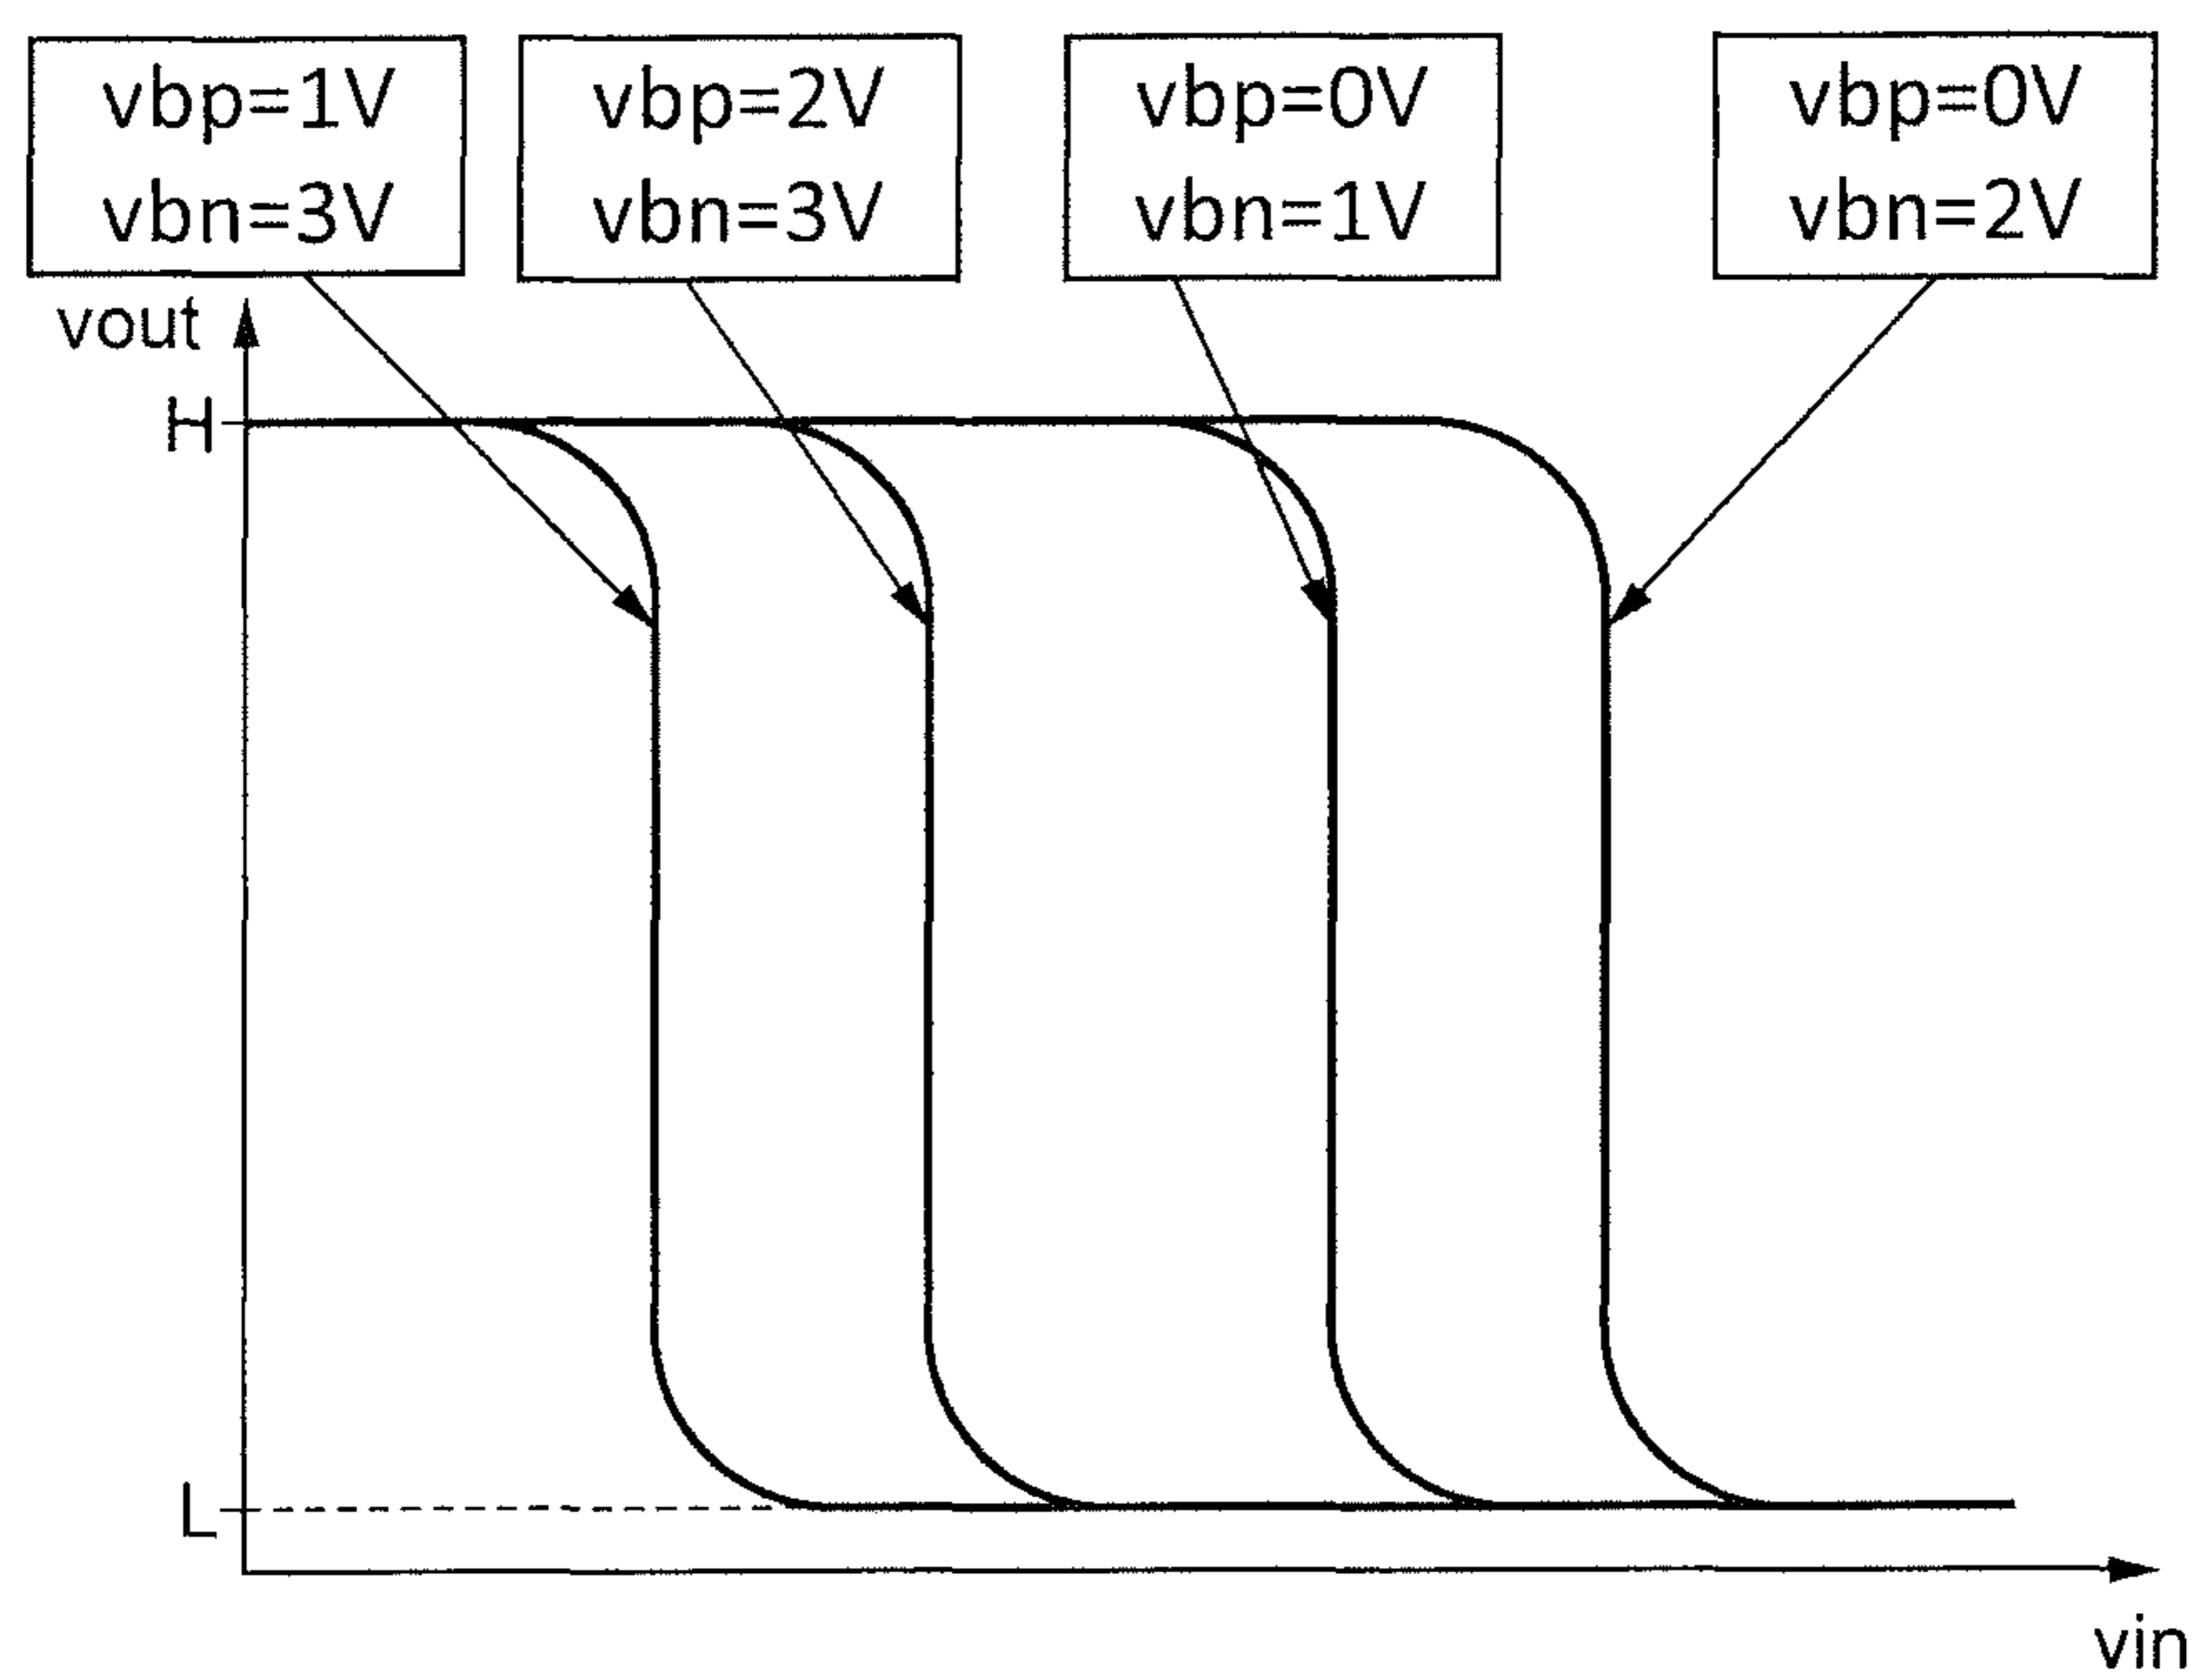 vbp=1V
vbn=3V
vbp=2V
vbn=3V
vbp=0V
vbn=1V
vbp=0V
vbn=2V
vout
H
L
vin